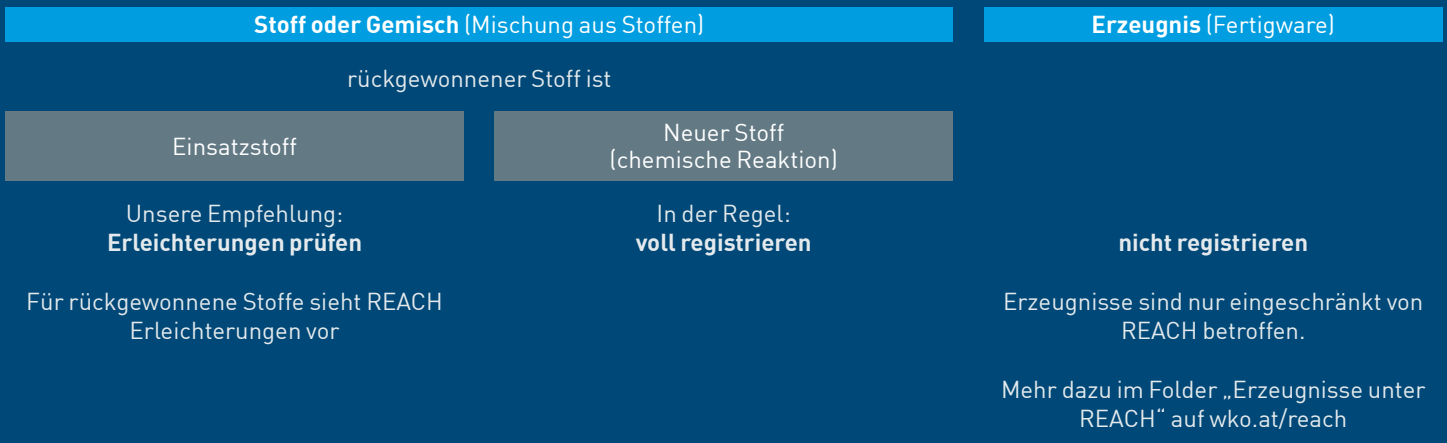 Stoff oder Gemisch (Mischung aus Stoffen)
Erzeugnis (Fertigware)
rückgewonnener Stoff ist
Einsatzstoff
Neuer Stoff
(chemische Reaktion)
Unsere Empfehlung:
Erleichterungen prüfen
Für rückgewonnene Stoffe sieht REACH
Erleichterungen vor
In der Regel:
voll registrieren
nicht registrieren
Erzeugnisse sind nur eingeschränkt von
REACH betroffen.
Mehr dazu im Folder „Erzeugnisse unter
REACH“ auf wko.at/reach